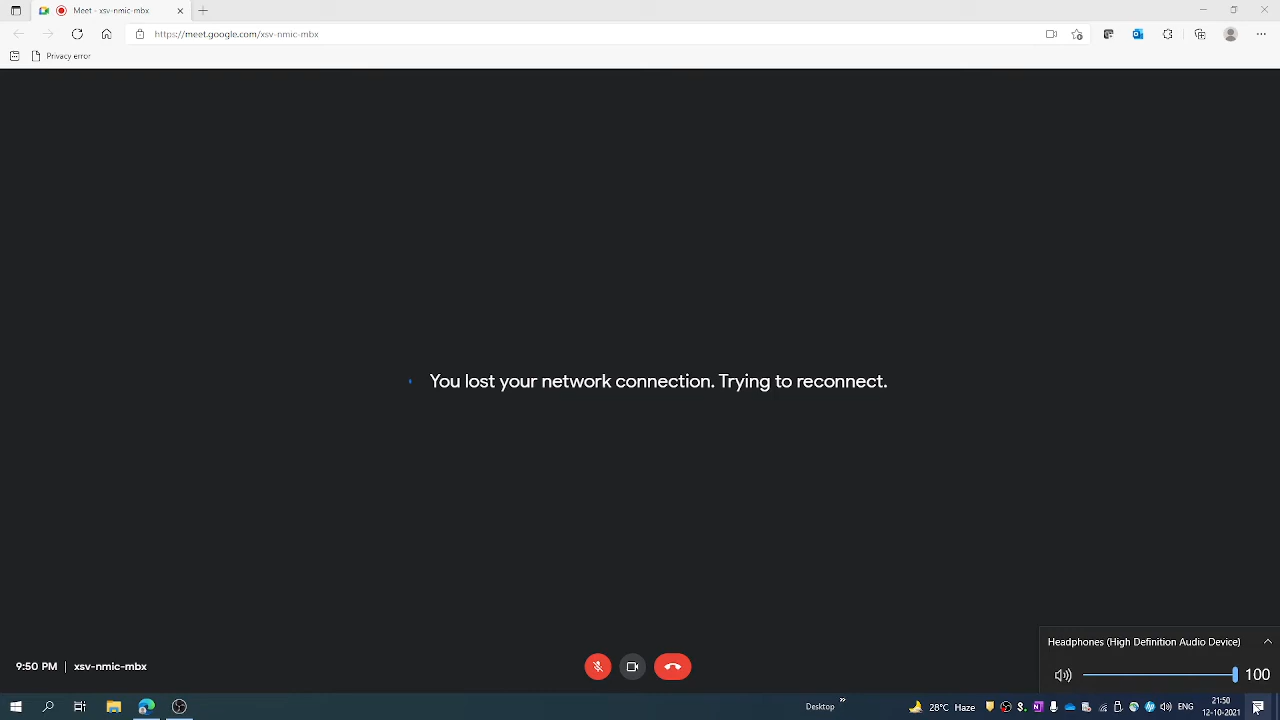 Meet - xsv-nmic-mbx
https://meet.google.com/xsv-nmic-mbx
Privacy error
You lost your network connection. Trying to reconnect.
Headphones (High Definition Audio Device)
100
9:50 PM | xsv-nmic-mbx
Desktop
28°C Haze
ENG
21:50
12-10-2021